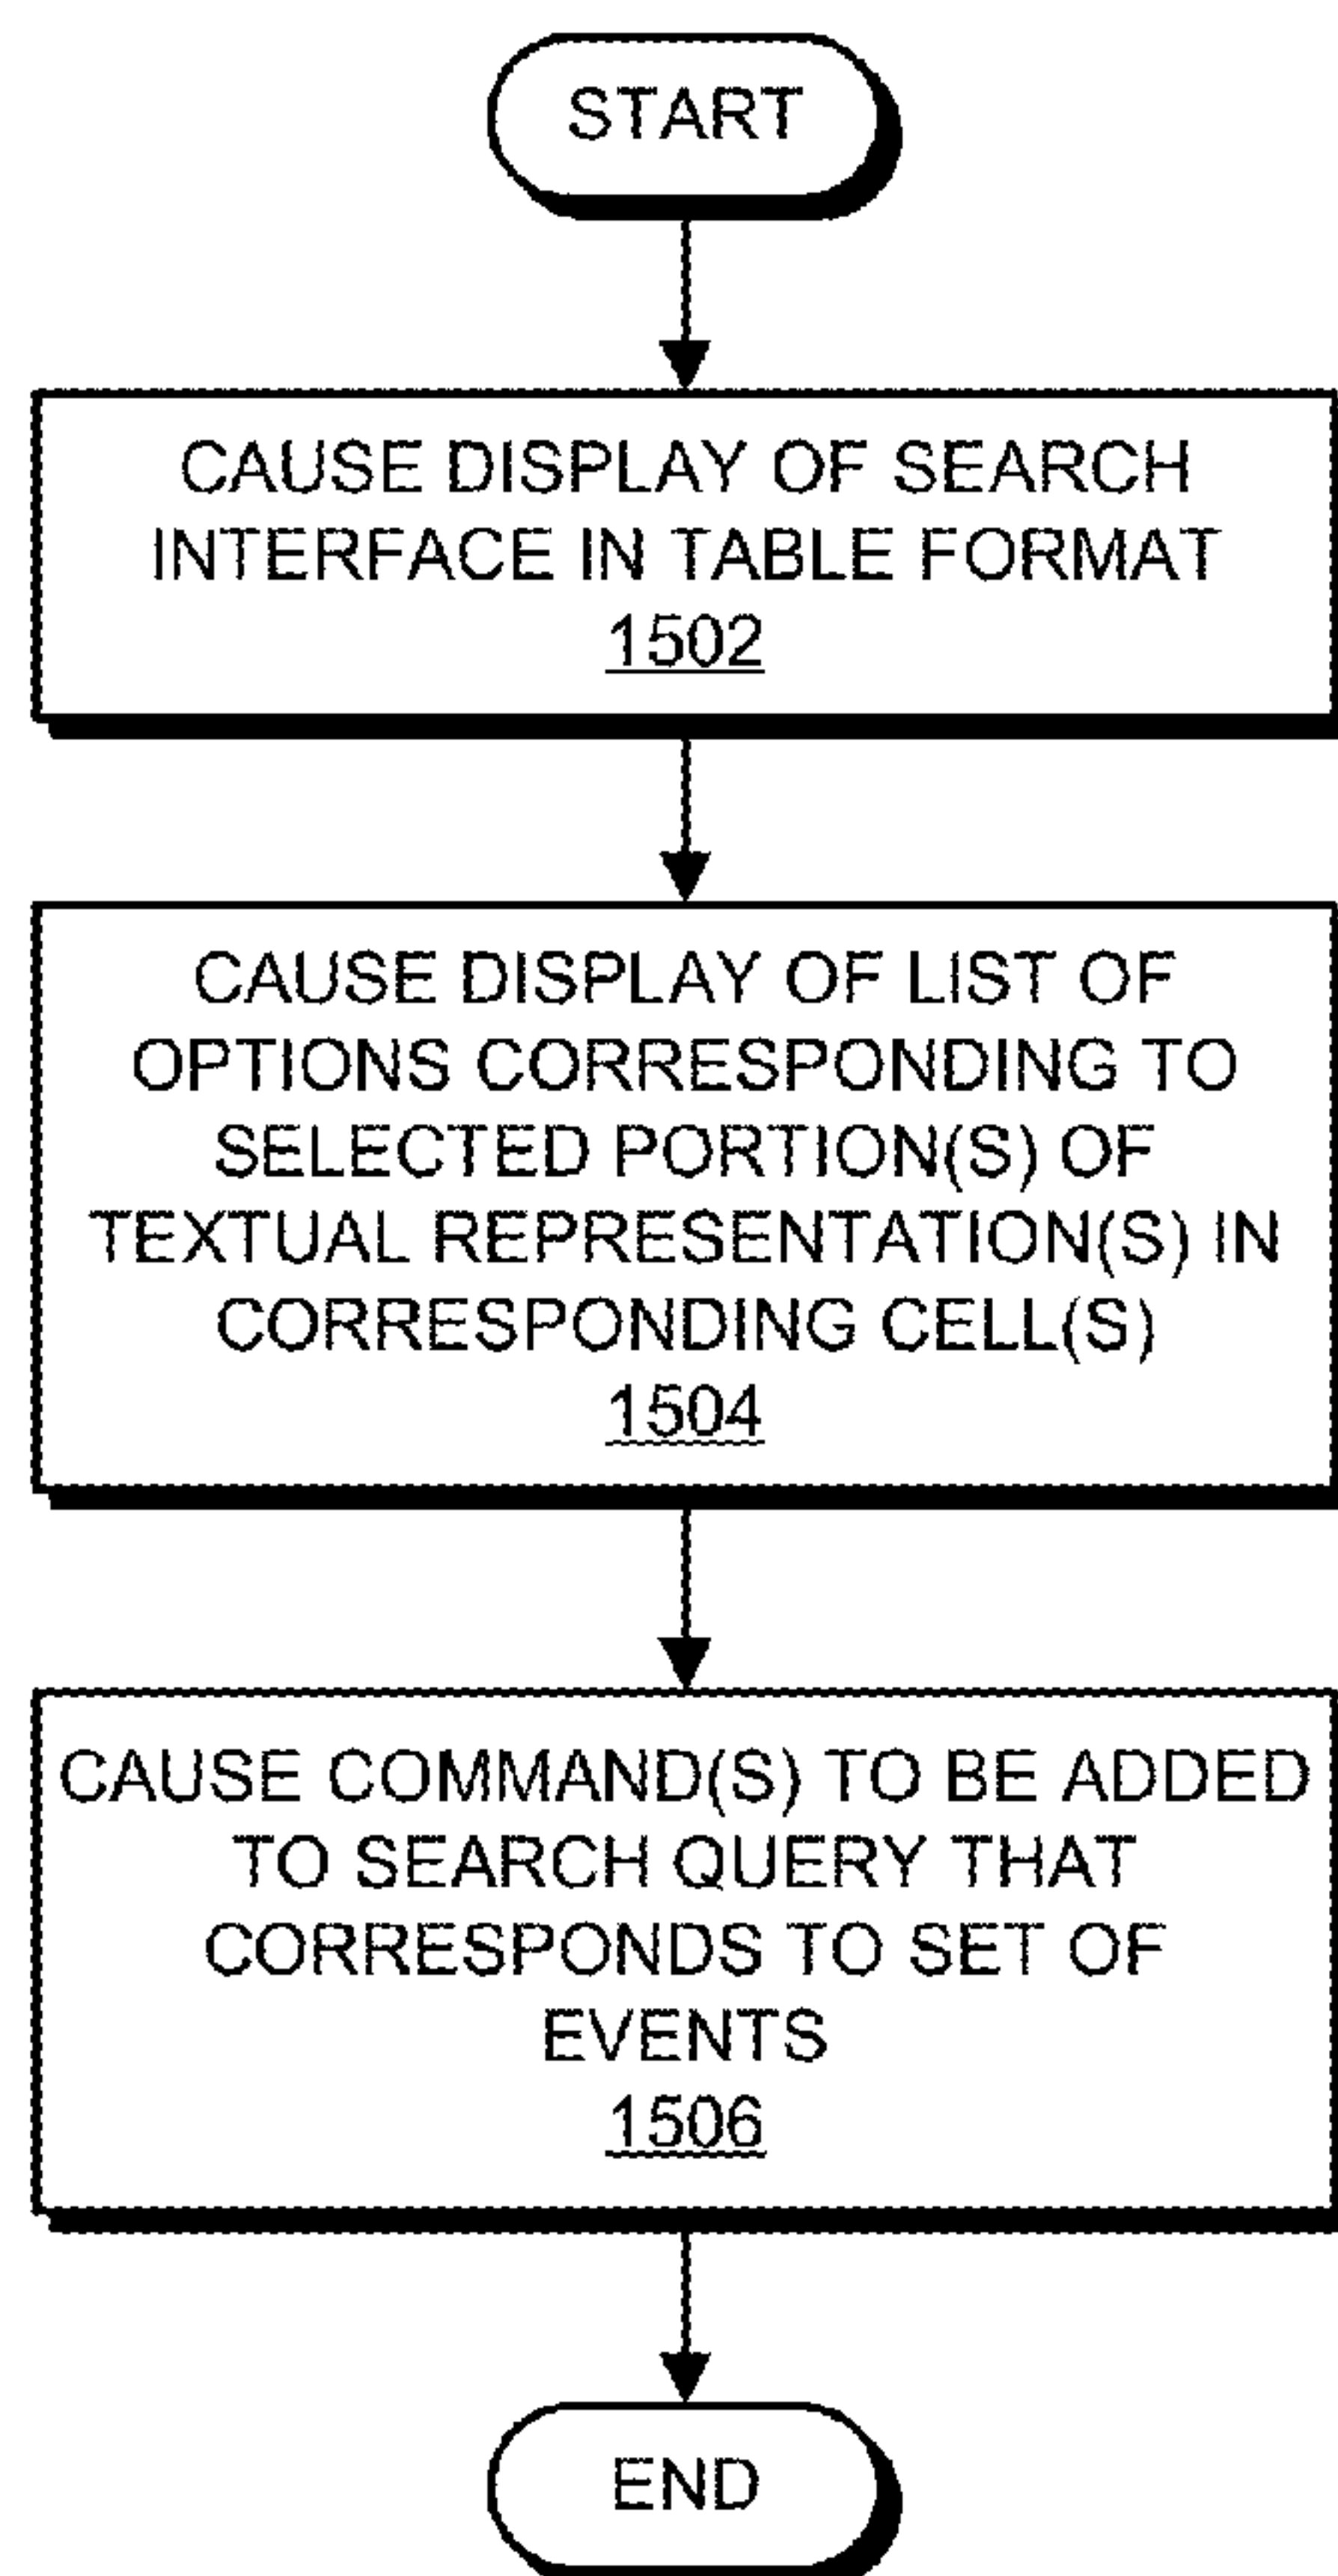 START
CAUSE DISPLAY OF SEARCH
INTERFACE IN TABLE FORMAT
1502
CAUSE DISPLAY OF LIST OF
OPTIONS CORRESPONDING TO
SELECTED PORTION(S) OF
TEXTUAL REPRESENTATION(S) IN
CORRESPONDING CELL(S)
1504
CAUSE COMMAND(S) TO BE ADDED
TO SEARCH QUERY THAT
CORRESPONDS TO SET OF
EVENTS
1506
END